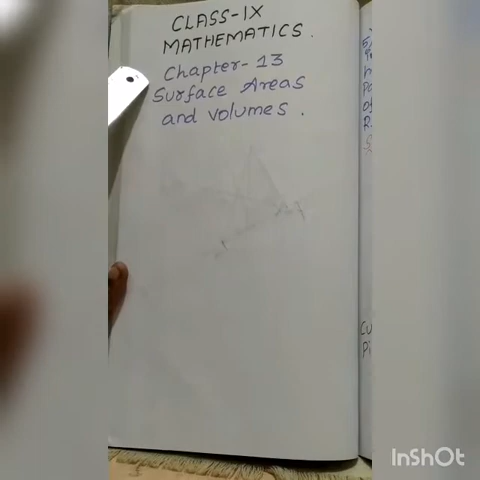 CLASS-IX
MATHEMATICS.
Chapter-13
Surface Areas
and volumes.
InShOt